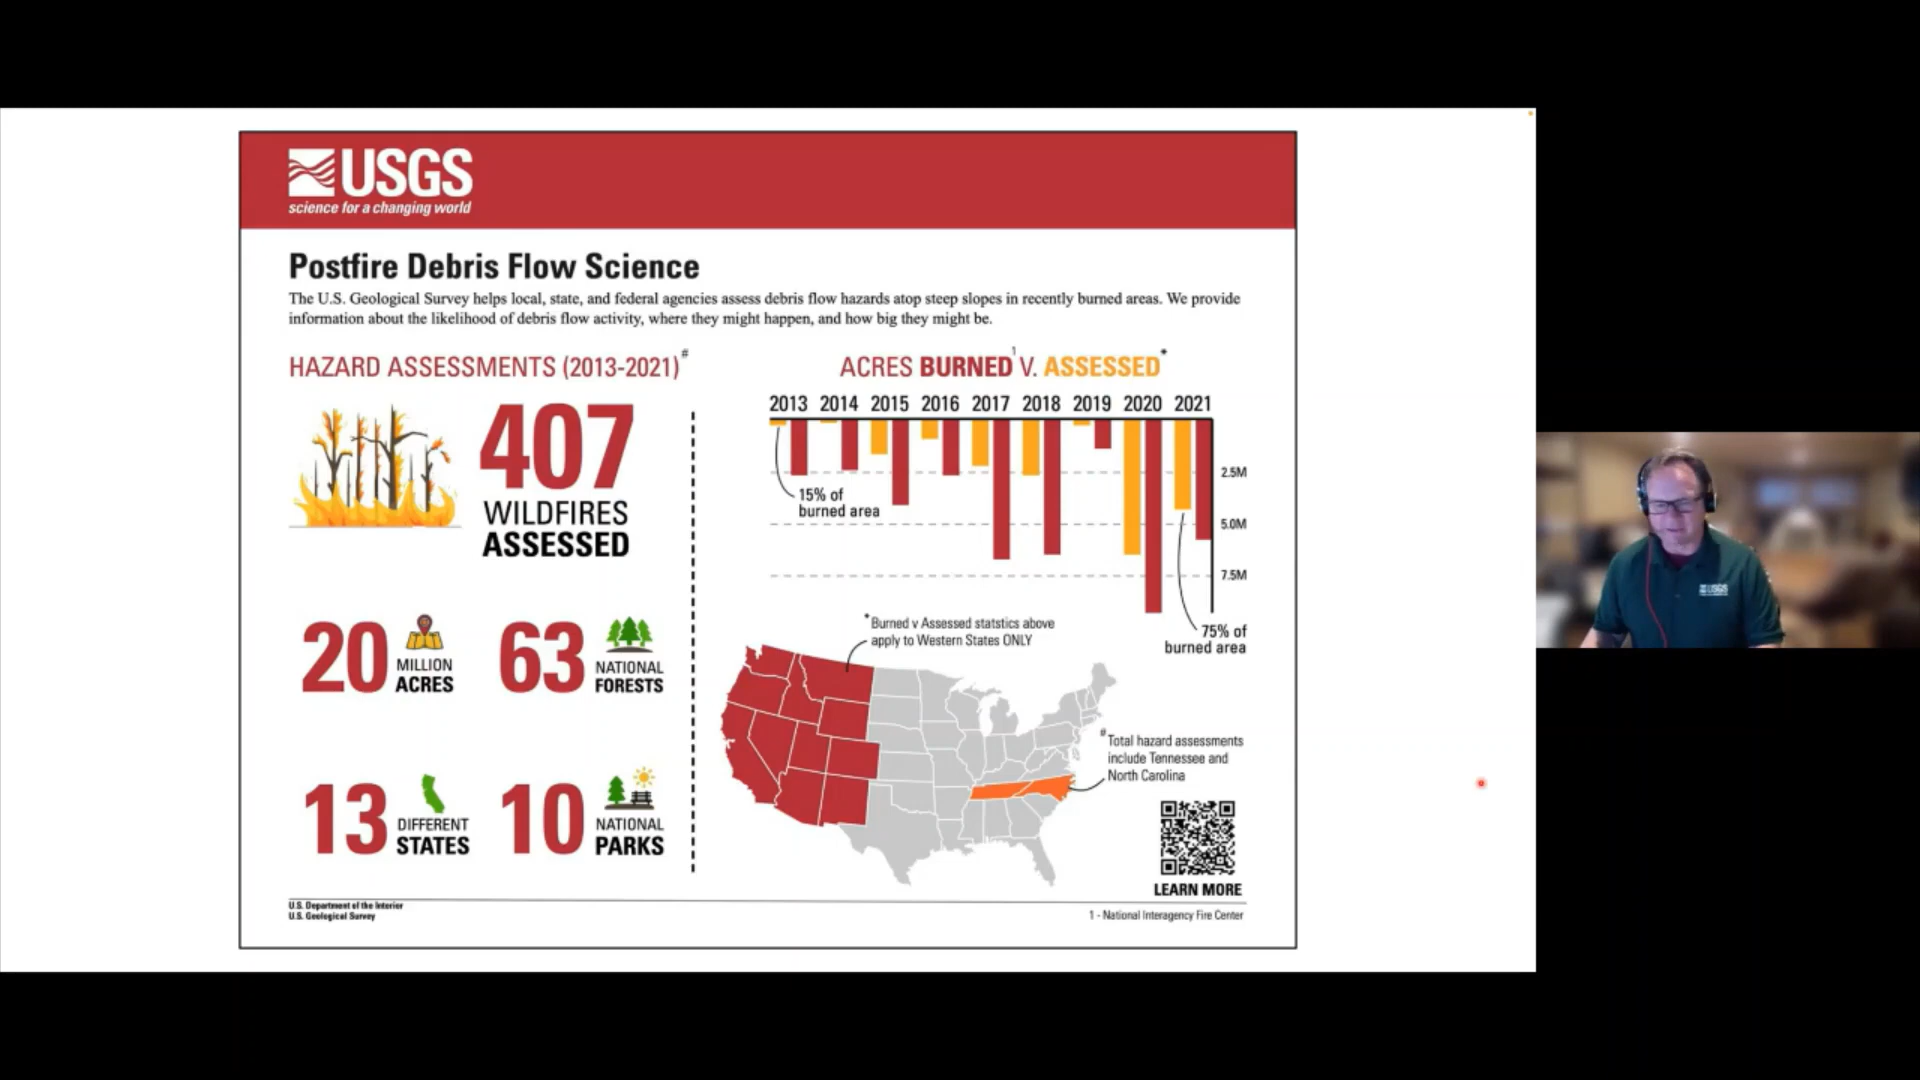 USGS
science for a changing world
Postfire Debris Flow Science
The U.S. Geological Survey helps local, state, and federal agencies assess debris flow hazards atop steep slopes in recently burned areas. We provide
information about the likelihood of debris flow activity, where they might happen, and how big they might be.
HAZARD ASSESSMENTS (2013-2021)#
407
WILDFIRES
ASSESSED
20
MILLION
ACRES
63
NATIONAL
FORESTS
13
DIFFERENT
STATES
10
NATIONAL
PARKS
ACRES BURNED¹ V. ASSESSED*
2013 2014 2015 2016 2017 2018 2019 2020 2021
2.5M
15% of
burned area
5.0M
7.5M
75% of
burned area
*Burned v Assessed statstics above
apply to Western States ONLY
#Total hazard assessments
include Tennessee and
North Carolina
LEARN MORE
U.S. Department of the Interior
U.S. Geological Survey
1 - National Interagency Fire Center
USGS